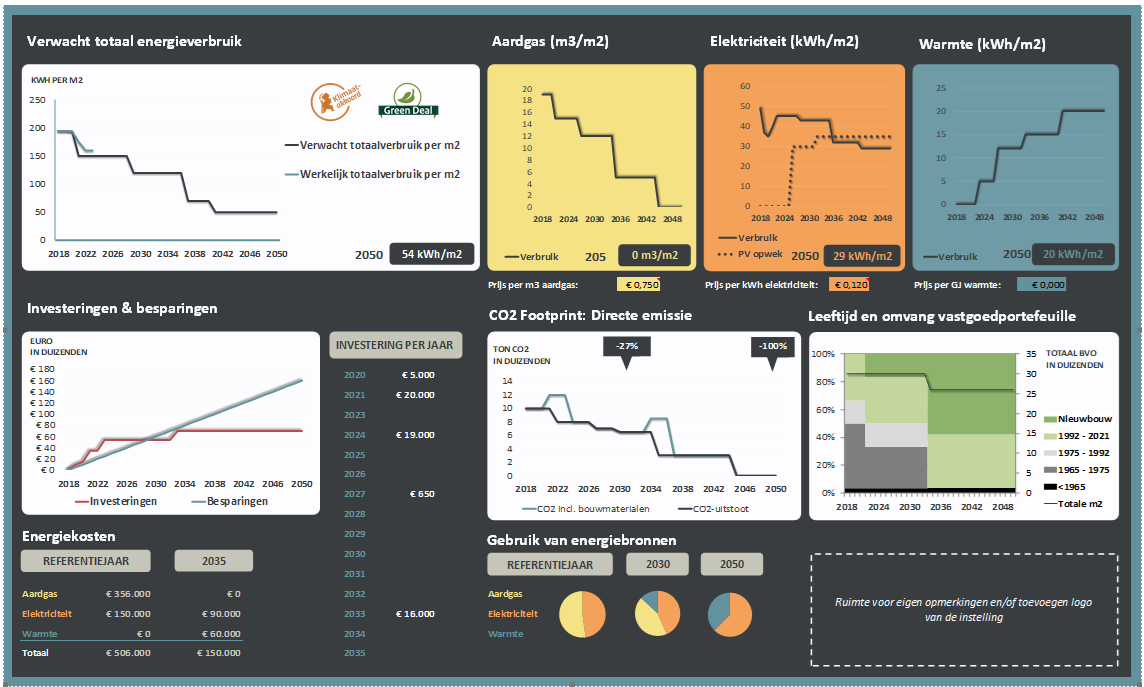 Verwacht totaal energieverbruik
KWH PER M2
250
200
150
100
50
0
2018 2022 2026 2030 2034 2038 2042 2046 2050
Klimaat-
akkoord
Green Deal
Verwacht totaalverbruik per m2
Werkelijk totaalverbruik per m2
2050 54 kWh/m2
Aardgas (m3/m2)
20
18
16
14
12
10
8
6
4
2
0
2018 2024 2030 2036 2042 2048
Verbruik 205 0 m3/m2
Prijs per m3 aardgas: € 0,750
Elektriciteit (kWh/m2)
60
50
40
30
20
10
0
2018 2024 2030 2036 2042 2048
Verbruik
PV opwek 2050 29 kWh/m2
Prijs per kWh elektriciteit: € 0,120
Warmte (kWh/m2)
25
20
15
10
5
0
2018 2024 2030 2036 2042 2048
Verbruik 2050 20 kWh/m2
Prijs per GJ warmte: € 0,000
Investeringen & besparingen
EURO
IN DUIZENDEN
€ 180
€ 160
€ 140
€ 120
€ 100
€ 80
€ 60
€ 40
€ 20
€ 0
2018 2022 2026 2030 2034 2038 2042 2046 2050
Investeringen Besparingen
INVESTERING PER JAAR
2020 € 5.000
2021 € 20.000
2023
2024 € 19.000
2025
2026
2027 € 650
2028
2029
2030
2031
2032
2033 € 16.000
2034
2035
CO2 Footprint: Directe emissie
TON CO2
IN DUIZENDEN
-27% -100%
14
12
10
8
6
4
2
0
2018 2022 2026 2030 2034 2038 2042 2046 2050
CO2 incl. bouwmaterialen CO2-uitstoot
Leeftijd en omvang vastgoedportefeuille
100%
80%
60%
40%
20%
0%
2018 2024 2030 2036 2042 2048
35
30
25
20
15
10
5
0
TOTAAL BVO
IN DUIZENDEN
Nieuwbouw
1992 - 2021
1975 - 1992
1965 - 1975
<1965
Totale m2
Energiekosten
REFERENTIEJAAR 2035
Aardgas € 356.000 € 0
Elektriciteit € 150.000 € 90.000
Warmte € 0 € 60.000
Totaal € 506.000 € 150.000
Gebruik van energiebronnen
REFERENTIEJAAR 2030 2050
Aardgas
Elektriciteit
Warmte
Ruimte voor eigen opmerkingen en/of toevoegen logo
van de instelling